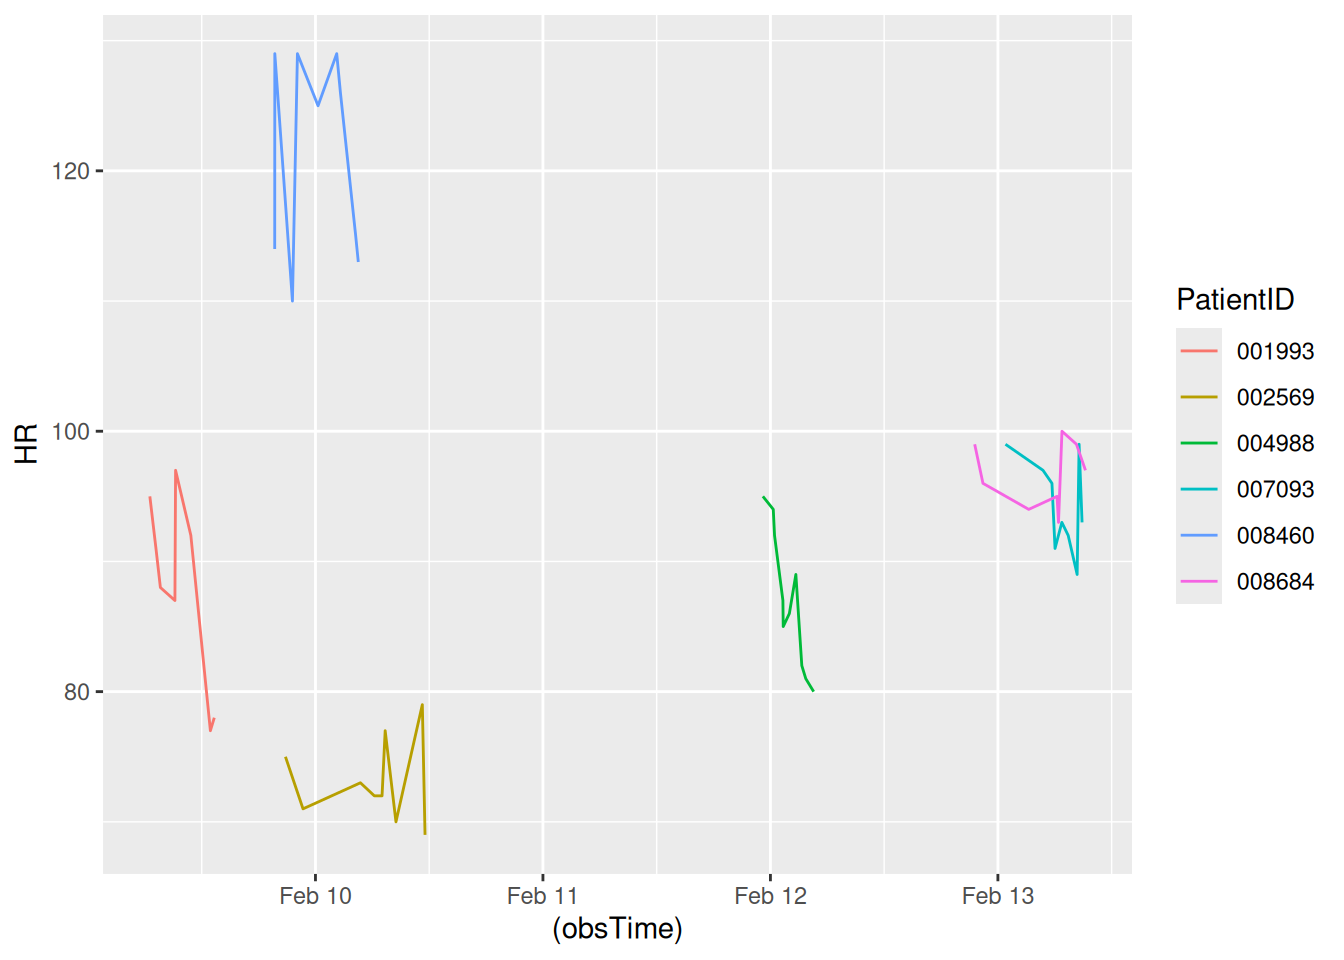 HR
120
100
80
Feb 10
Feb 11
Feb 12
Feb 13
(obsTime)
PatientID
001993
002569
004988
007093
008460
008684